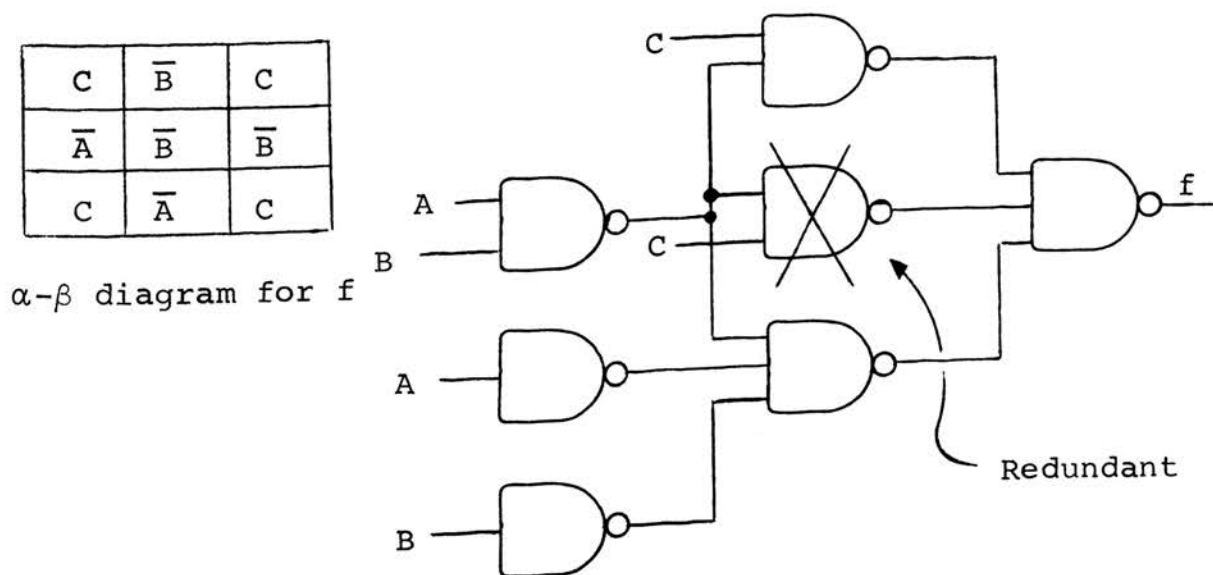 C B̅ C
A̅ B̅ B̅
C A̅ C
α-β diagram for f
C
A
B
C
A
B
f
Redundant